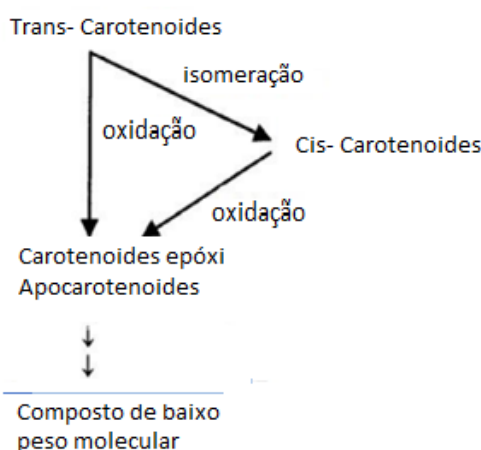 Trans- Carotenoides
isomeração
oxidação
Cis- Carotenoides
oxidação
Carotenoides epóxi
Apocarotenoides
Composto de baixo
peso molecular